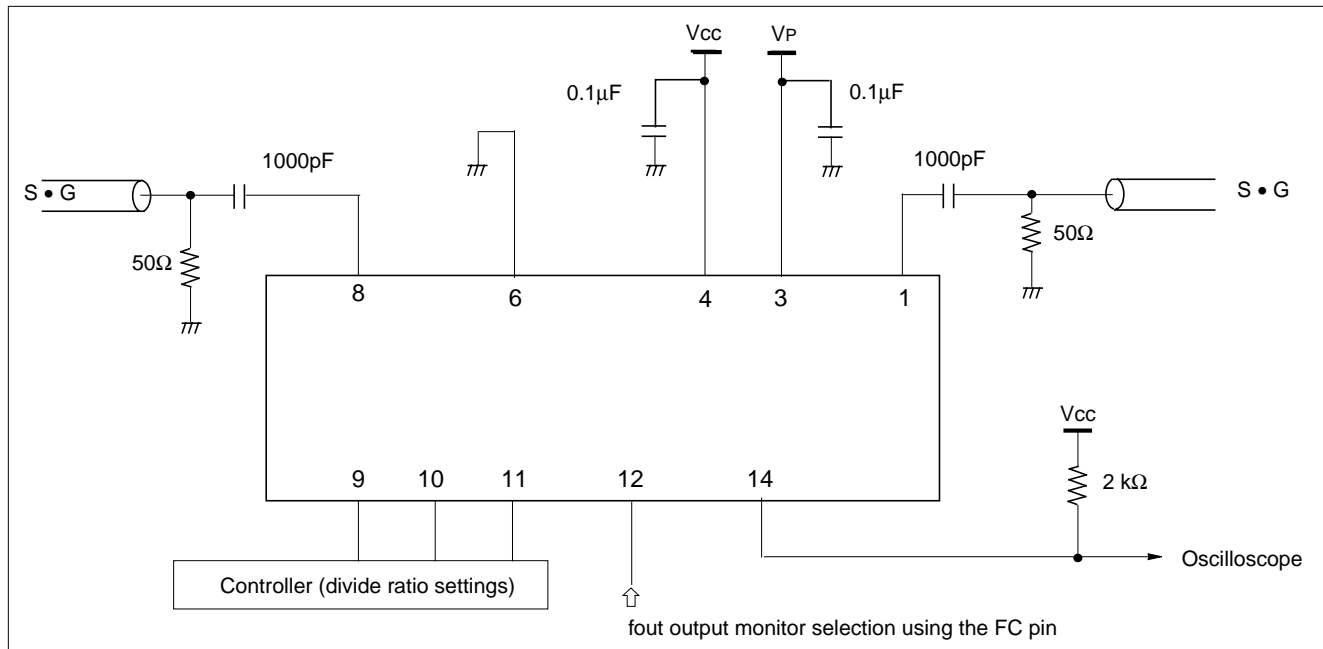 Vcc
VP
0.1μF
0.1μF
1000pF
1000pF
S • G
S • G
50Ω
50Ω
8
6
4
3
1
Vcc
9
10
11
12
14
2 kΩ
Oscilloscope
Controller (divide ratio settings)
fout output monitor selection using the FC pin